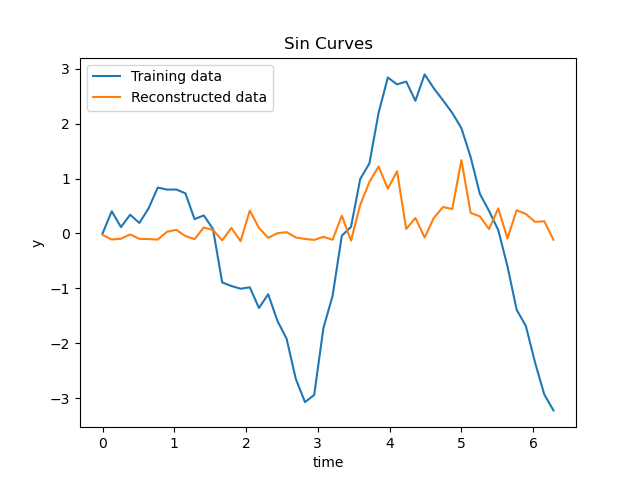 Sin Curves
Training data
Reconstructed data
y
3
2
1
0
−1
−2
−3
0 1 2 3 4 5 6
time